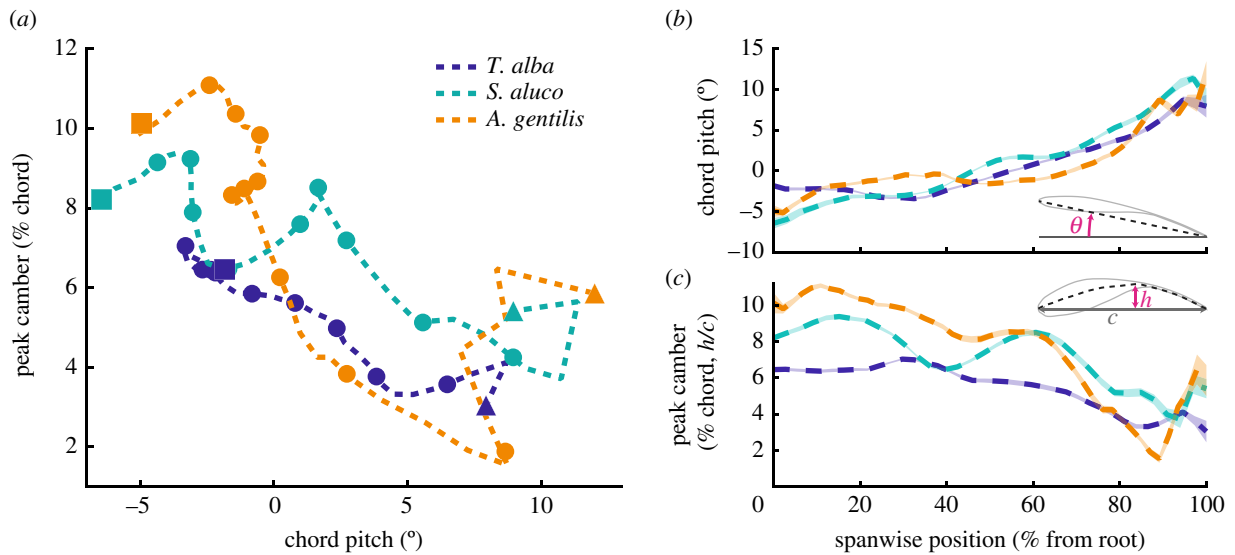 (a)
12
10
8
6
4
2
peak camber (% chord)
–5
0
5
10
chord pitch (º)
T. alba
S. aluco
A. gentilis
(b)
15
10
5
0
–5
–10
chord pitch (º)
θ
(c)
10
8
6
4
2
0
peak camber
(% chord, h/c)
h
c
0
20
40
60
80
100
spanwise position (% from root)